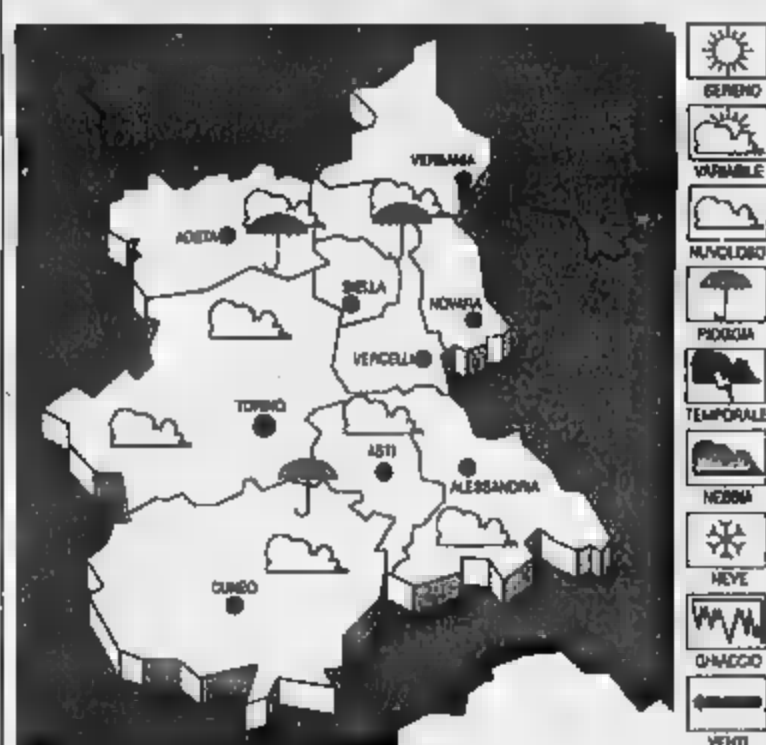 SERENO
VARIABILE
NUVOLOSO
PIOGGIA
TEMPORALE
NEBBIA
NEVE
GHIACCIO
VENTI
VERBANIA
AOSTA
BIELLA
NOVARA
VERCELLI
TORINO
ASTI
ALESSANDRIA
CUNEO